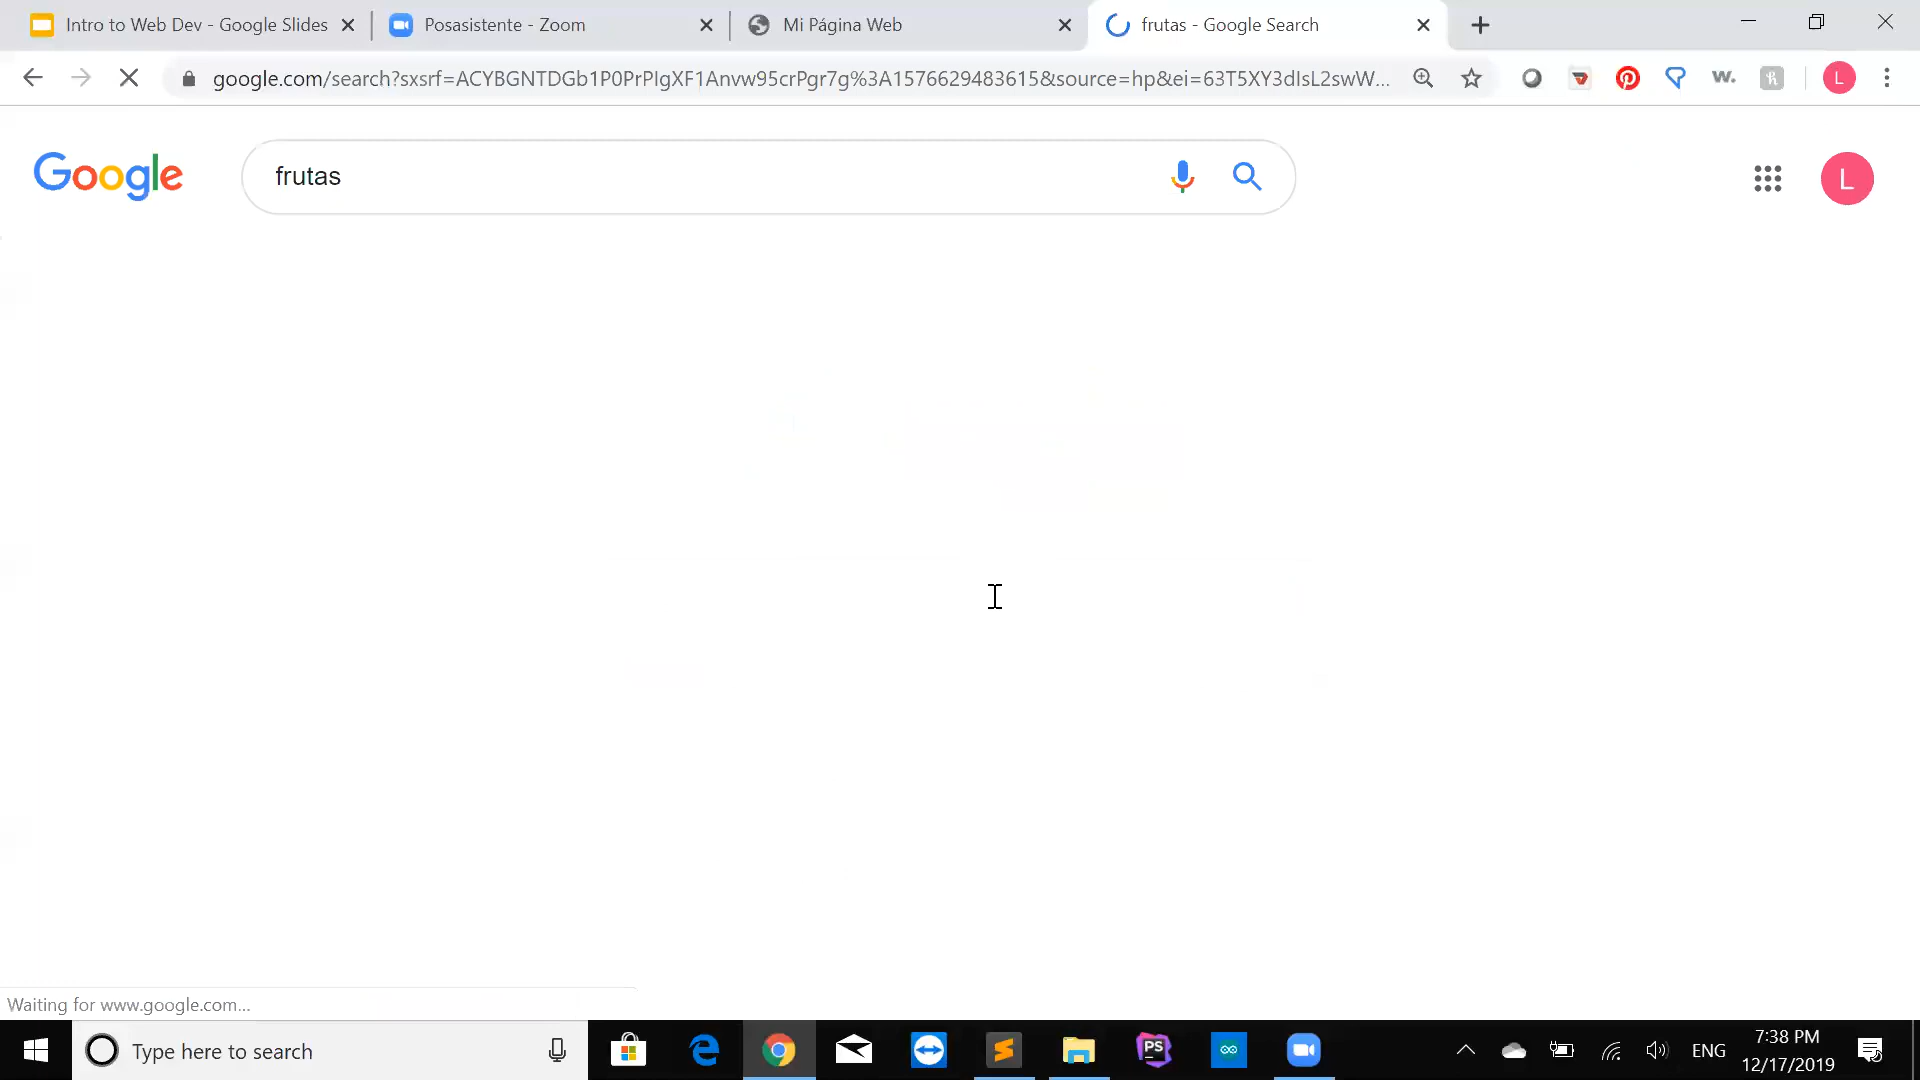 Intro to Web Dev - Google Slides
Posasistente - Zoom
Mi Página Web
frutas - Google Search
google.com/search?sxsrf=ACYBGNTDGb1P0PrPIgXF1Anvw95crPgr7g%3A1576629483615&source=hp&ei=63T5XY3dIsL2swW...
w.
L
Google
frutas
L
Waiting for www.google.com...
Type here to search
PS
ENG
7:38 PM
12/17/2019